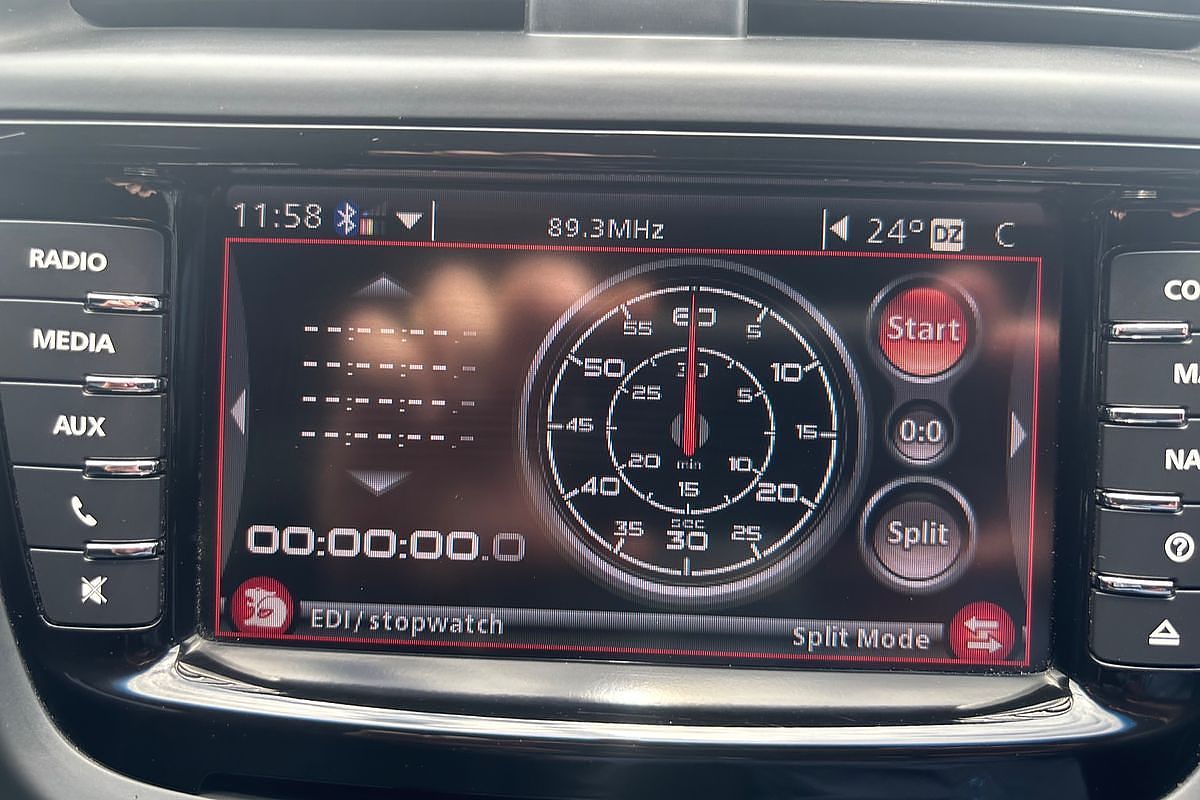 11:58
89.3MHz
24° DZ C
RADIO
MEDIA
AUX
CO
MA
NA
?
Start
0:0
Split
60
5
10
15
20
25
30
35
40
45
50
55
30
5
10
15
20
25
min
sec
--:--:--.-
--:--:--.-
--:--:--.-
--:--:--.-
00:00:00.0
EDI/stopwatch
Split Mode